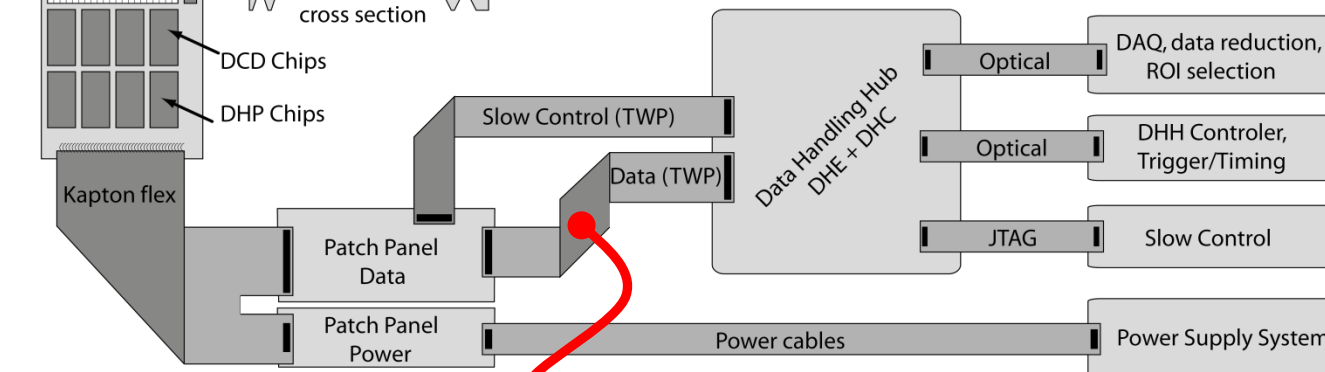 cross section
DCD Chips
DHP Chips
Kapton flex
Slow Control (TWP)
Data (TWP)
Patch Panel
Data
Patch Panel
Power
Data Handling Hub
DHE + DHC
Optical
DAQ, data reduction,
ROI selection
Optical
DHH Controler,
Trigger/Timing
JTAG
Slow Control
Power cables
Power Supply System